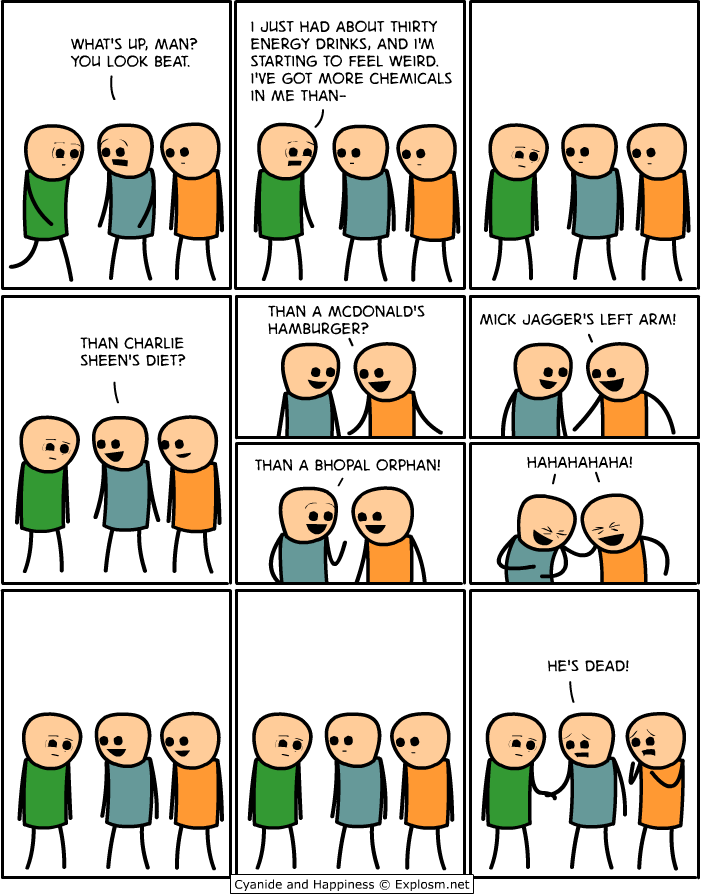 WHAT'S UP, MAN?
YOU LOOK BEAT.
I JUST HAD ABOUT THIRTY
ENERGY DRINKS, AND I'M
STARTING TO FEEL WEIRD.
I'VE GOT MORE CHEMICALS
IN ME THAN-
THAN CHARLIE
SHEEN'S DIET?
THAN A MCDONALD'S
HAMBURGER?
MICK JAGGER'S LEFT ARM!
THAN A BHOPAL ORPHAN!
HAHAHAHAHA!
HE'S DEAD!
Cyanide and Happiness © Explosm.net